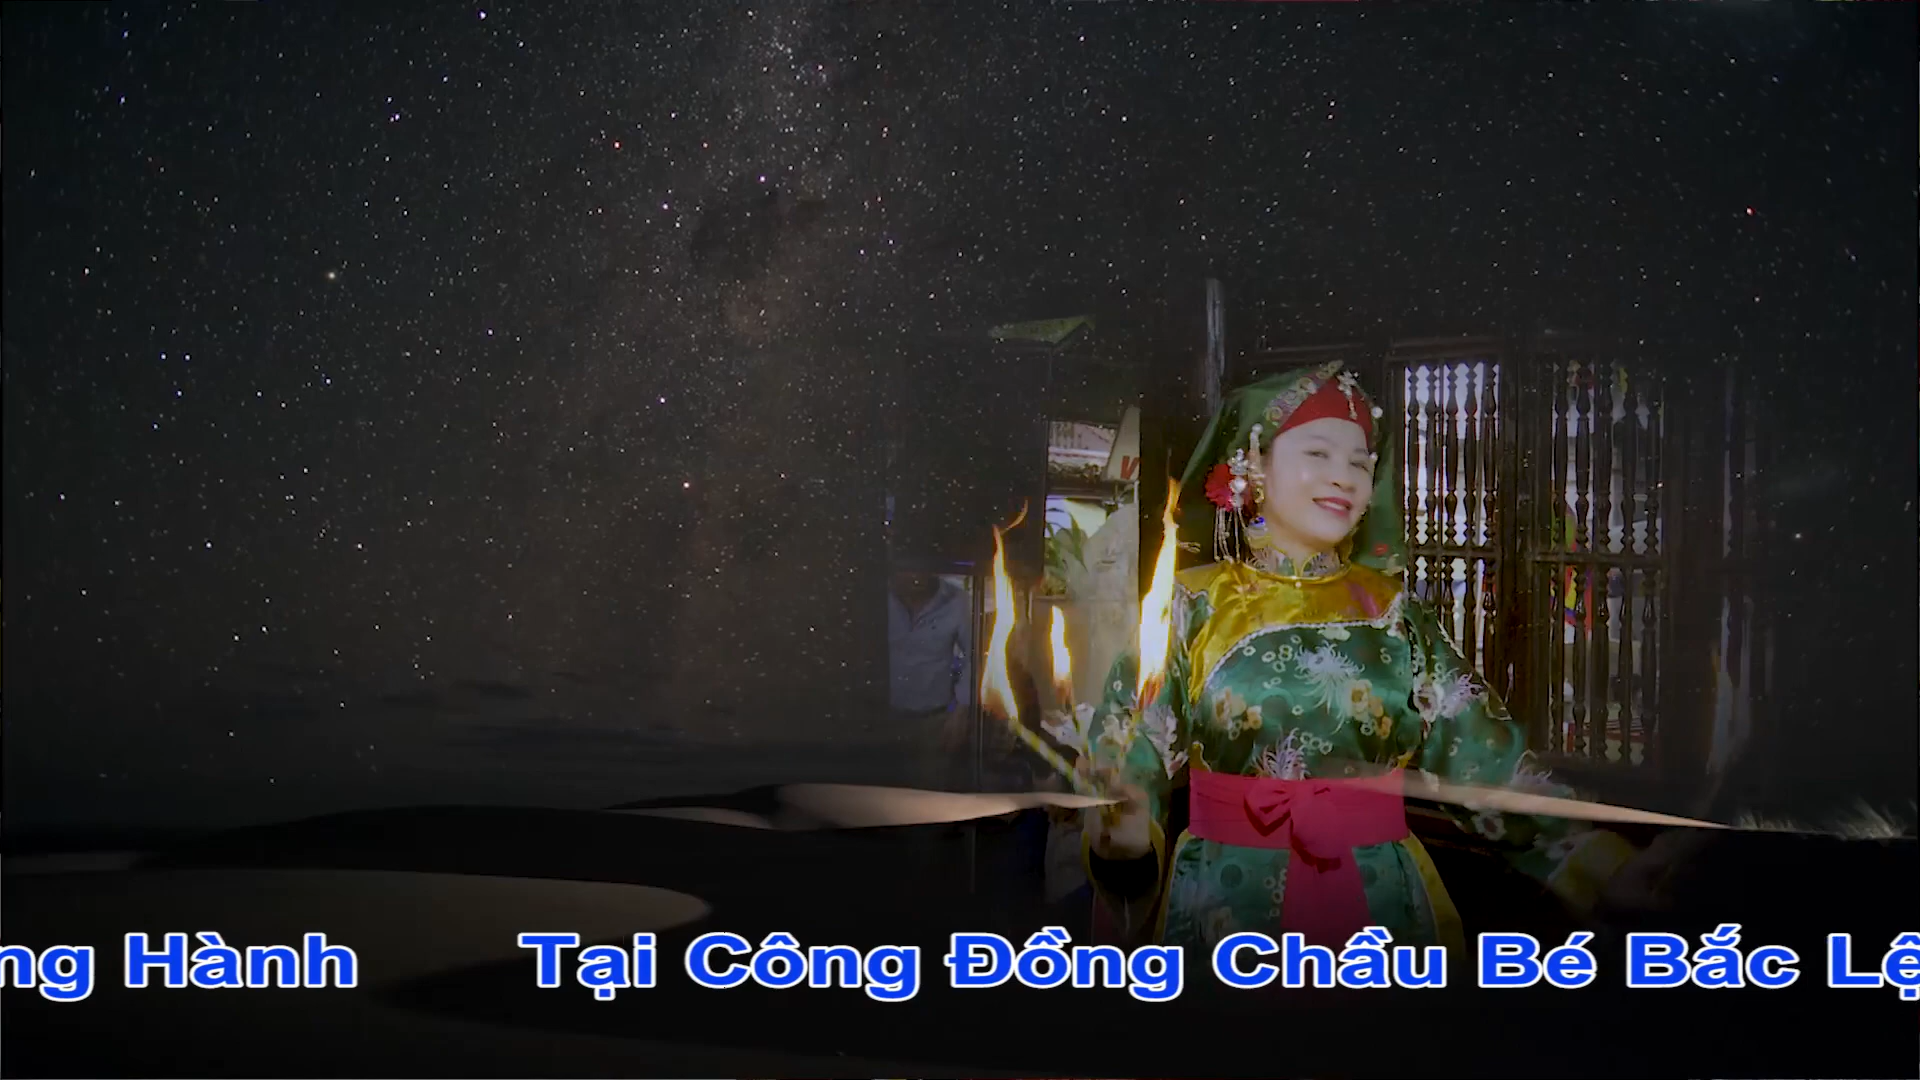 ng Hành Tại Công Đồng Chầu Bé Bắc Lệ